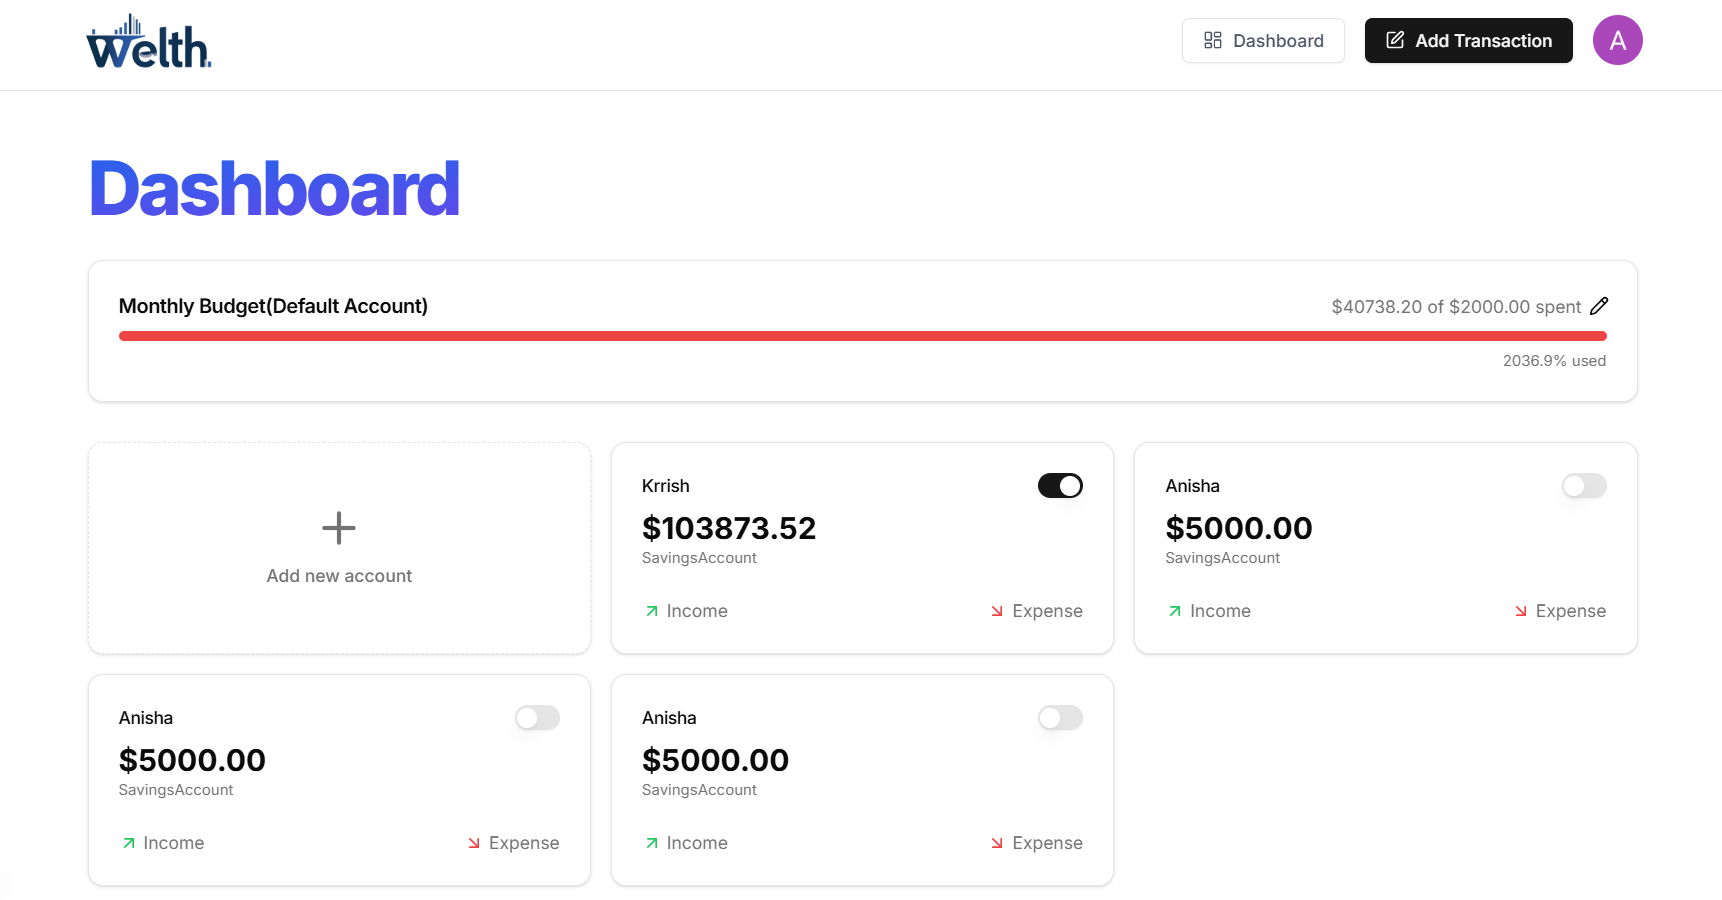 Welth.
Dashboard
Add Transaction
A
Dashboard
Monthly Budget(Default Account)
$40738.20 of $2000.00 spent
2036.9% used
Add new account
Krrish
$103873.52
SavingsAccount
Income
Expense
Anisha
$5000.00
SavingsAccount
Income
Expense
Anisha
$5000.00
SavingsAccount
Income
Expense
Anisha
$5000.00
SavingsAccount
Income
Expense